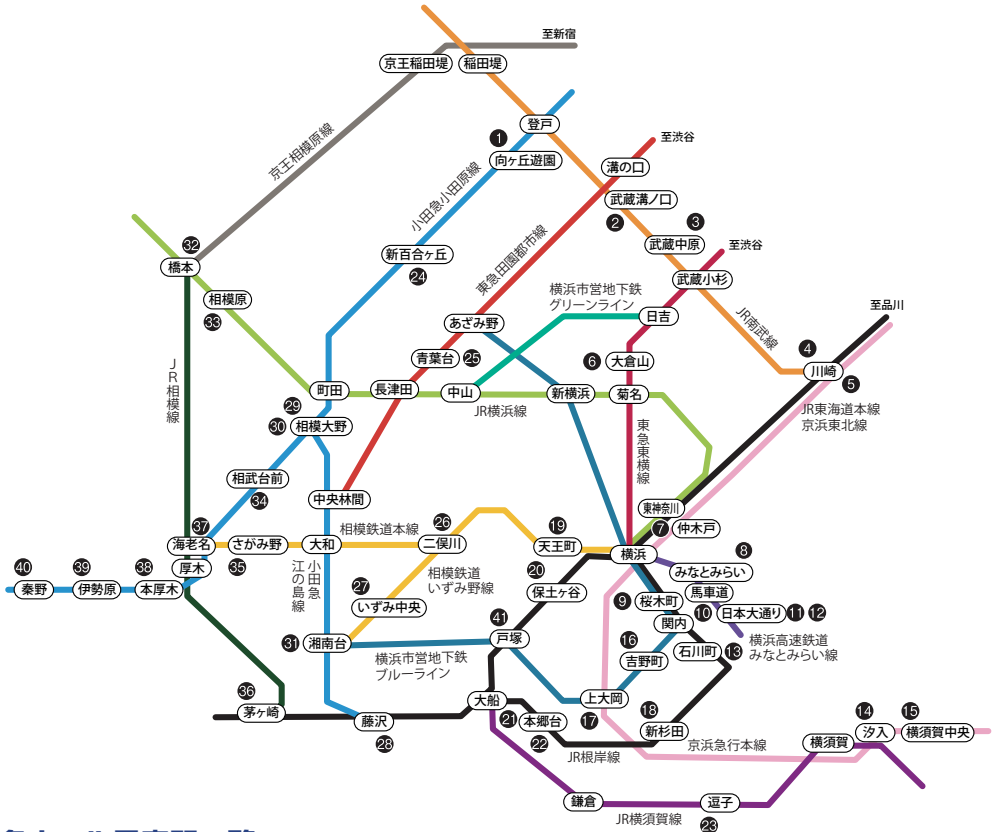 至新宿
京王稲田堤
稲田堤
登戸
1
向ヶ丘遊園
京王相模原線
小田急小田原線
至渋谷
溝の口
武蔵溝ノ口
2
3
武蔵中原
至渋谷
武蔵小杉
32
橋本
新百合ヶ丘
24
東急田園都市線
横浜市営地下鉄
グリーンライン
日吉
JR南武線
至品川
相模原
33
あざみ野
青葉台
25
6
大倉山
4
川崎
5
JR相模線
町田
長津田
中山
新横浜
菊名
JR横浜線
JR東海道本線
京浜東北線
29
30
相模大野
東急東横線
相武台前
34
中央林間
東神奈川
7
仲木戸
37
海老名
さがみ野
35
大和
相模鉄道本線
26
二俣川
19
天王町
横浜
8
みなとみらい
厚木
40
秦野
39
伊勢原
38
本厚木
小田急
江の島線
相模鉄道
いずみ野線
27
いずみ中央
20
保土ヶ谷
9
桜木町
馬車道
10
日本大通り
11
12
関内
横浜高速鉄道
みなとみらい線
31
湘南台
横浜市営地下鉄
ブルーライン
41
戸塚
16
吉野町
石川町
13
36
茅ヶ崎
藤沢
28
大船
21
本郷台
22
上大岡
17
18
新杉田
JR根岸線
京浜急行本線
14
汐入
15
横須賀中央
横須賀
鎌倉
逗子
23
JR横須賀線